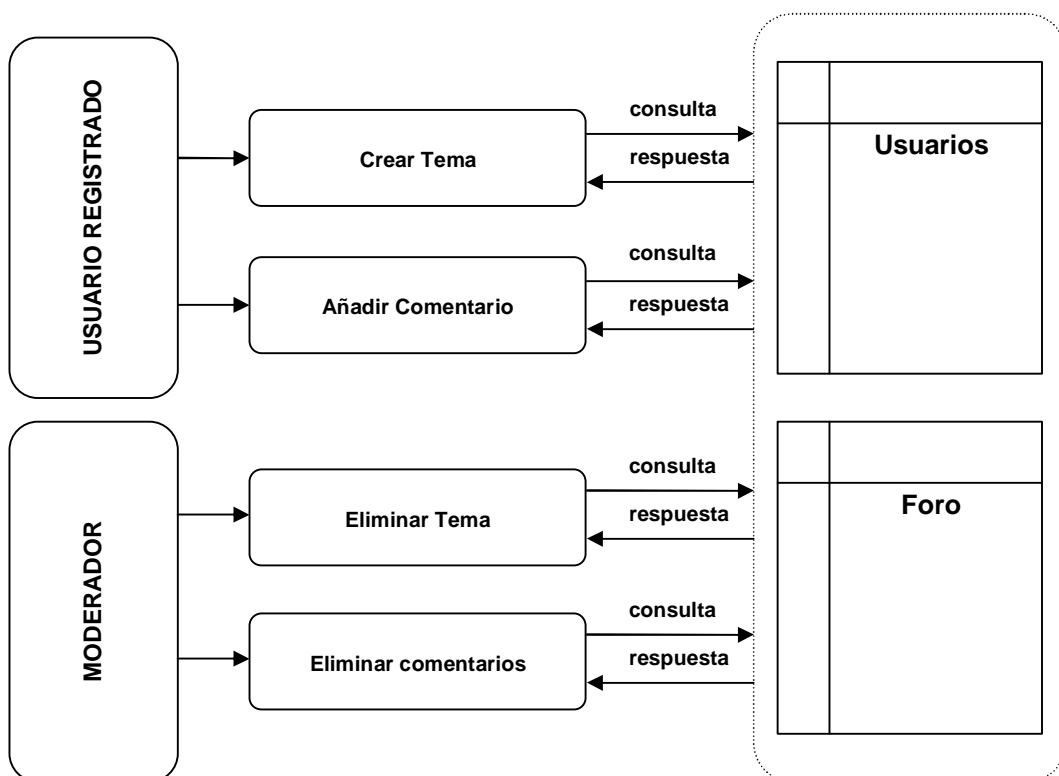 USUARIO REGISTRADO
Crear Tema
consulta
respuesta
Usuarios
Añadir Comentario
consulta
respuesta
MODERADOR
Eliminar Tema
consulta
respuesta
Foro
Eliminar comentarios
consulta
respuesta